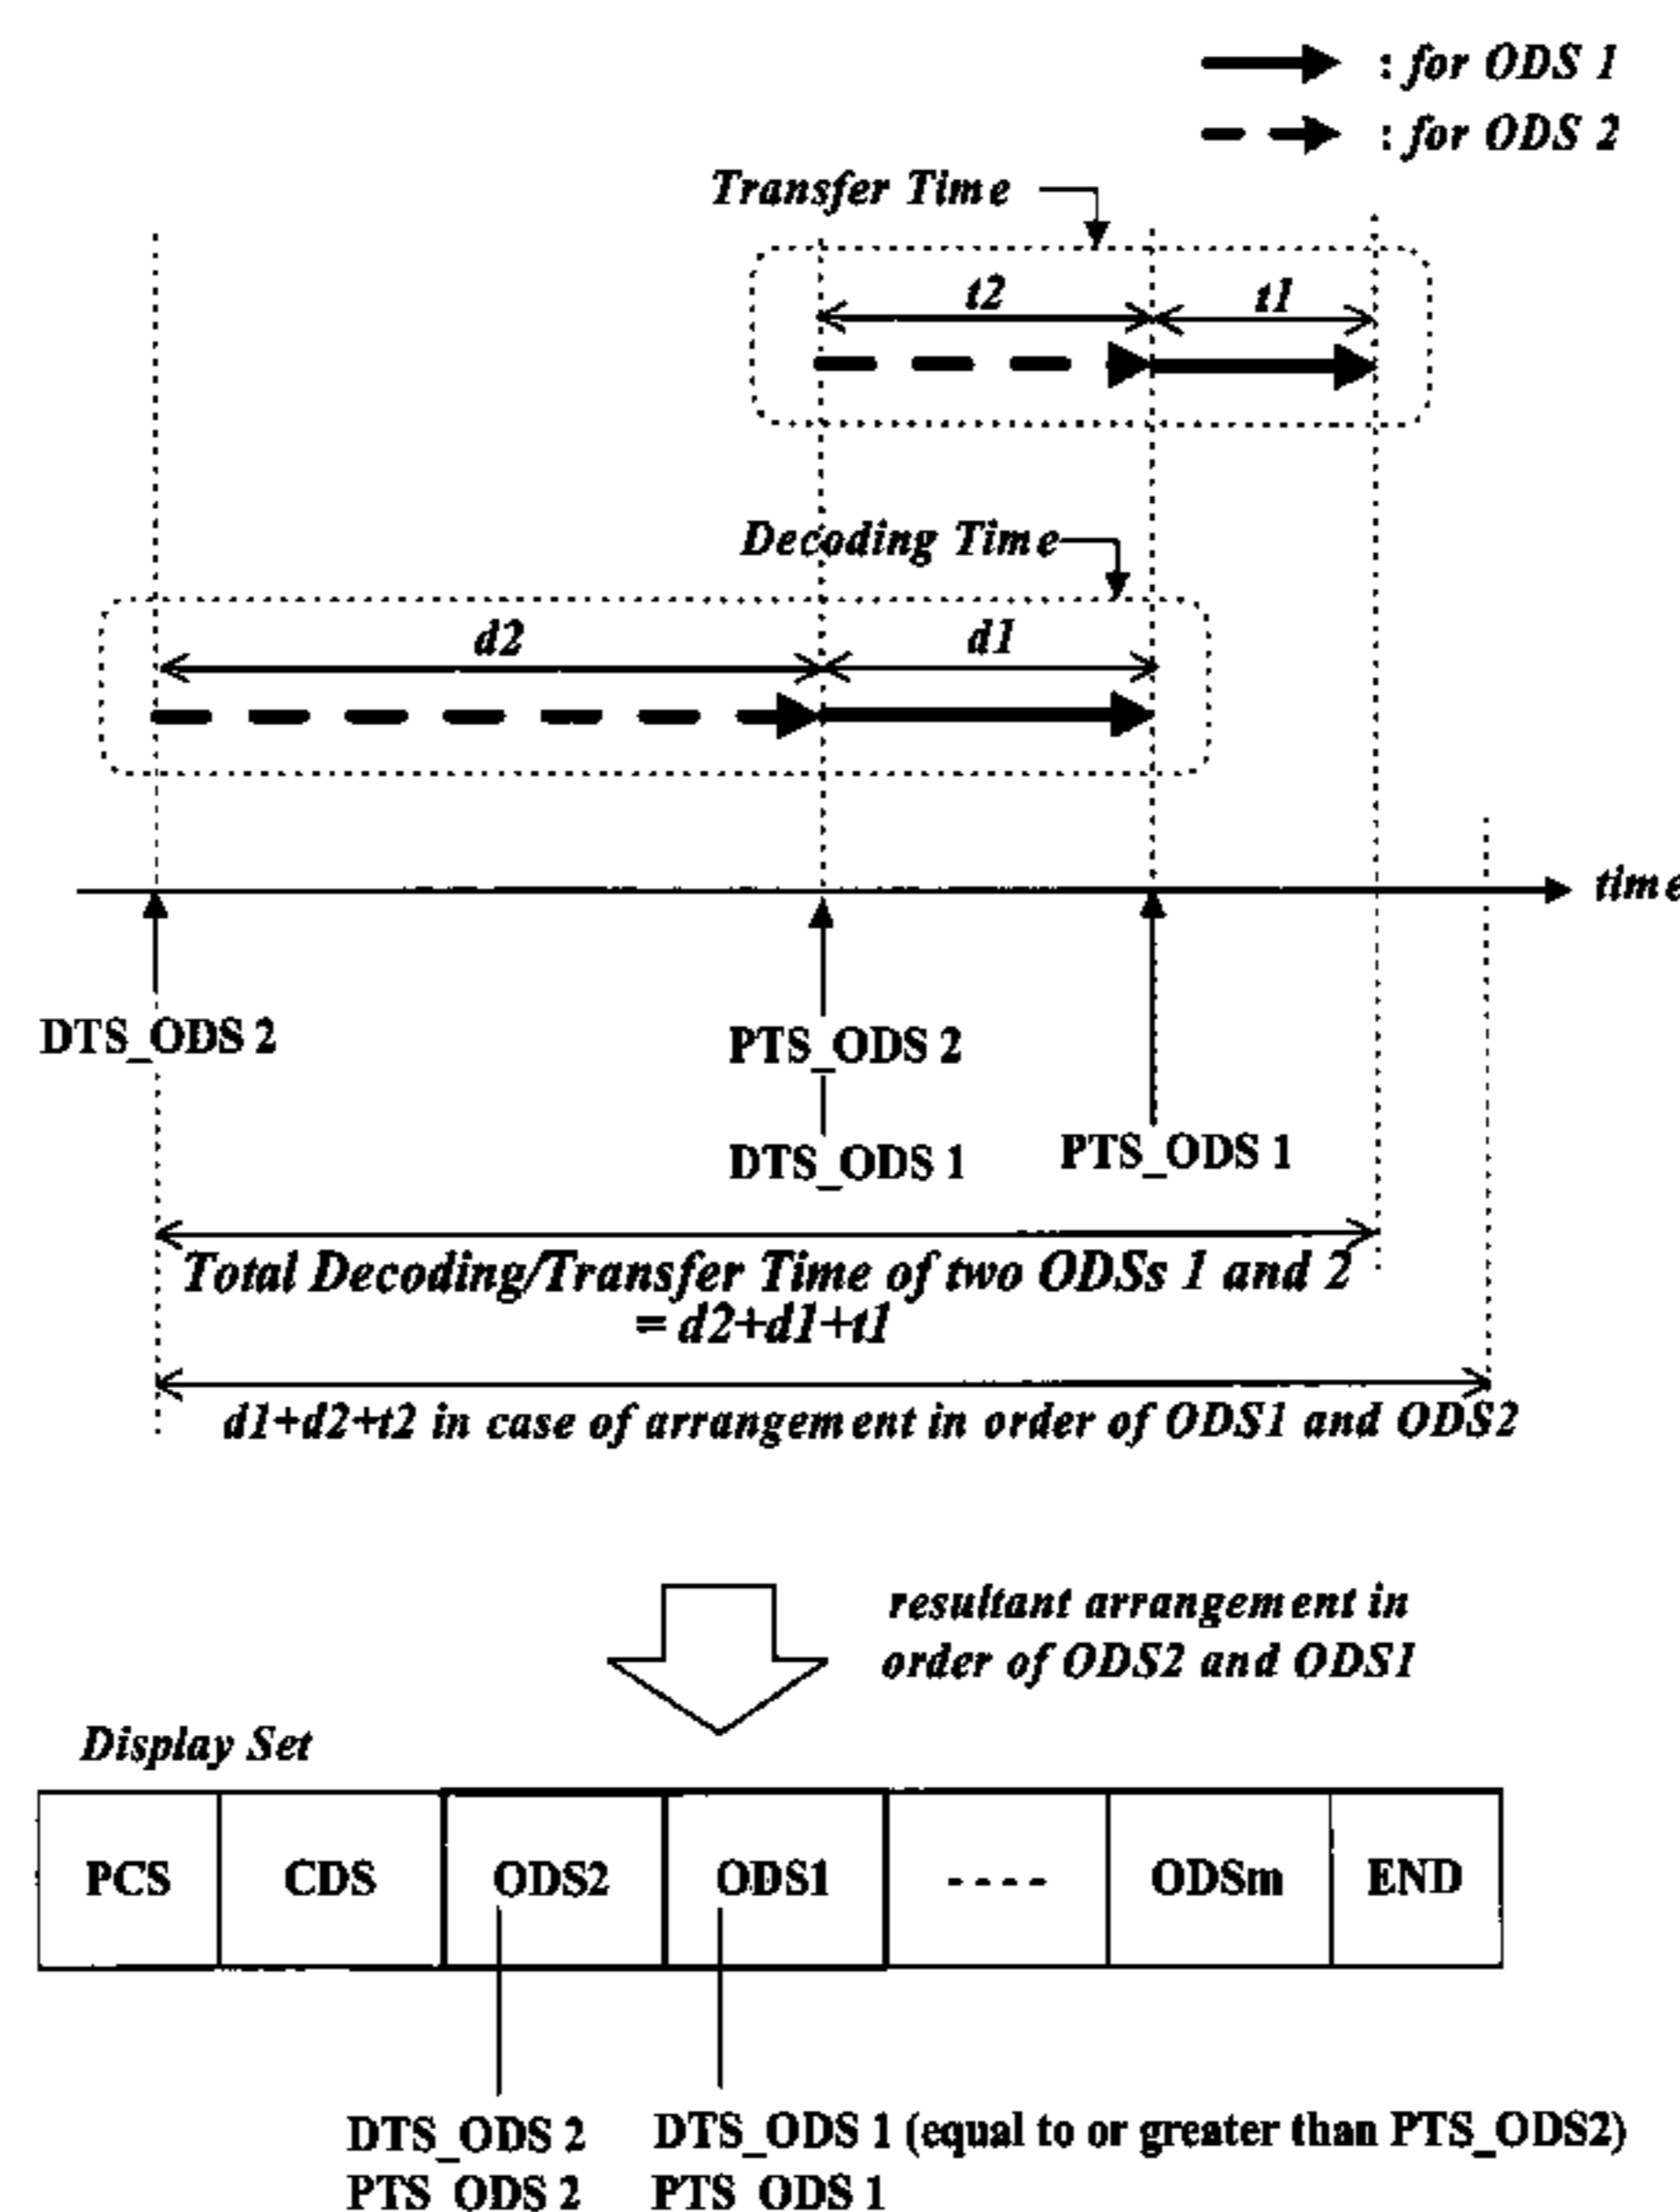 : for ODS 1
: for ODS 2
Transfer Time
t2
t1
Decoding Time
d2
d1
time
DTS_ODS 2
PTS_ODS 2
DTS_ODS 1
PTS_ODS 1
Total Decoding/Transfer Time of two ODSs 1 and 2
= d2+d1+t1
d1+d2+t2 in case of arrangement in order of ODS1 and ODS2
resultant arrangement in
order of ODS2 and ODS1
Display Set
PCS CDS ODS2 ODS1 ---- ODSm END
DTS_ODS 2 DTS_ODS 1 (equal to or greater than PTS_ODS2)
PTS_ODS 2 PTS_ODS 1